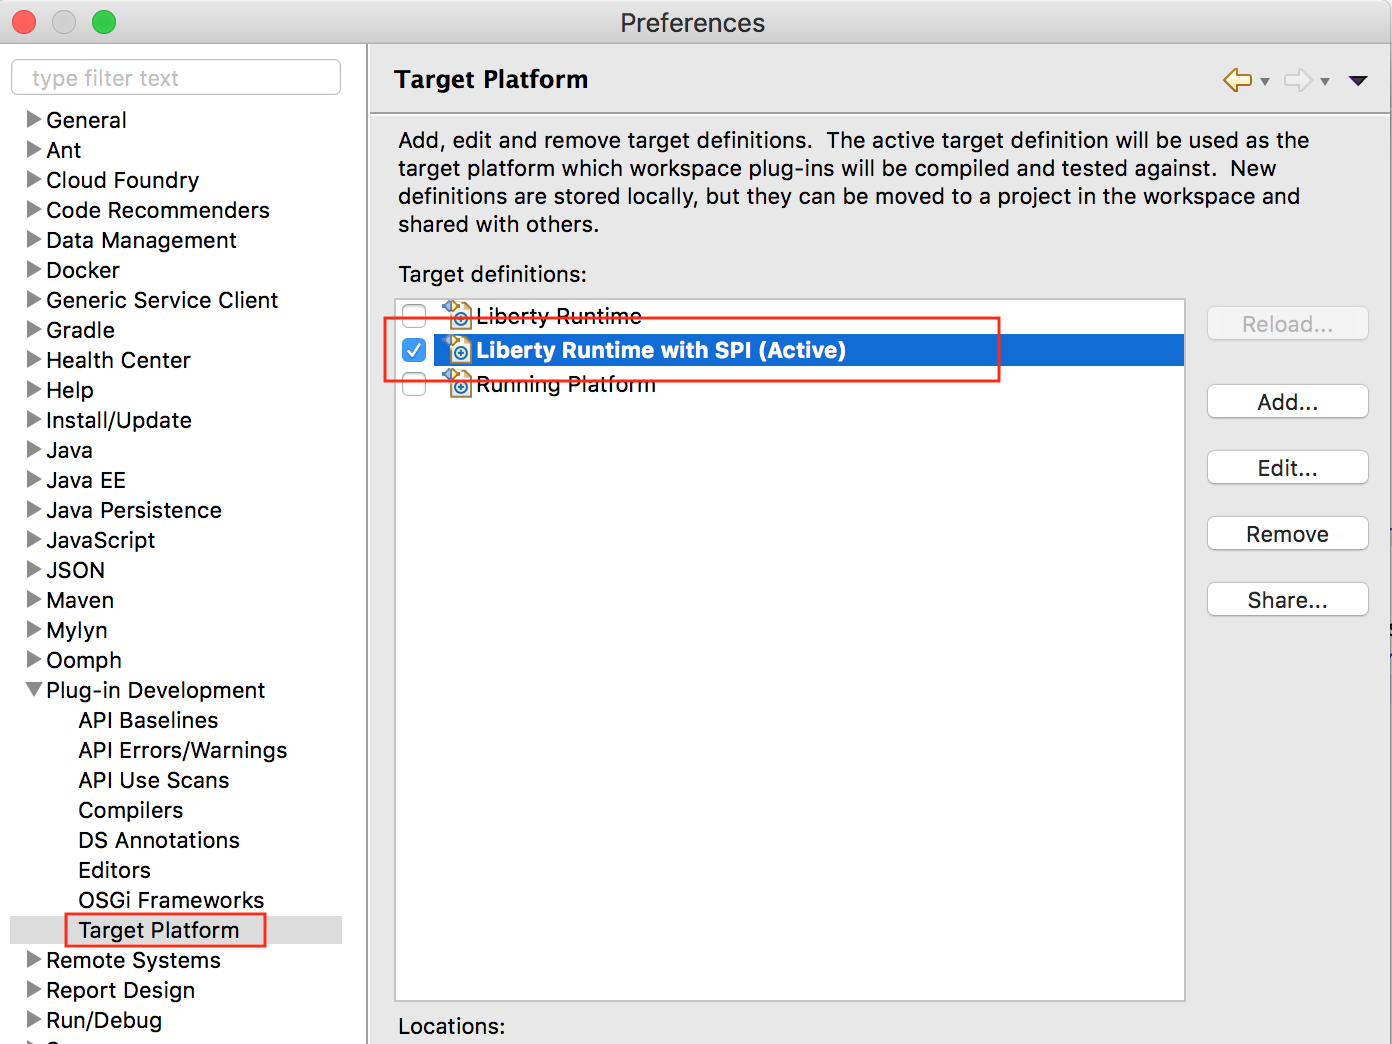 Preferences
type filter text
General
Ant
Cloud Foundry
Code Recommenders
Data Management
Docker
Generic Service Client
Gradle
Health Center
Help
Install/Update
Java
Java EE
Java Persistence
JavaScript
JSON
Maven
Mylyn
Oomph
Plug-in Development
API Baselines
API Errors/Warnings
API Use Scans
Compilers
DS Annotations
Editors
OSGi Frameworks
Target Platform
Remote Systems
Report Design
Run/Debug
Target Platform
Add, edit and remove target definitions.  The active target definition will be used as the
target platform which workspace plug-ins will be compiled and tested against.  New
definitions are stored locally, but they can be moved to a project in the workspace and
shared with others.
Target definitions:
Liberty Runtime
Liberty Runtime with SPI (Active)
Running Platform
Reload...
Add...
Edit...
Remove
Share...
Locations: